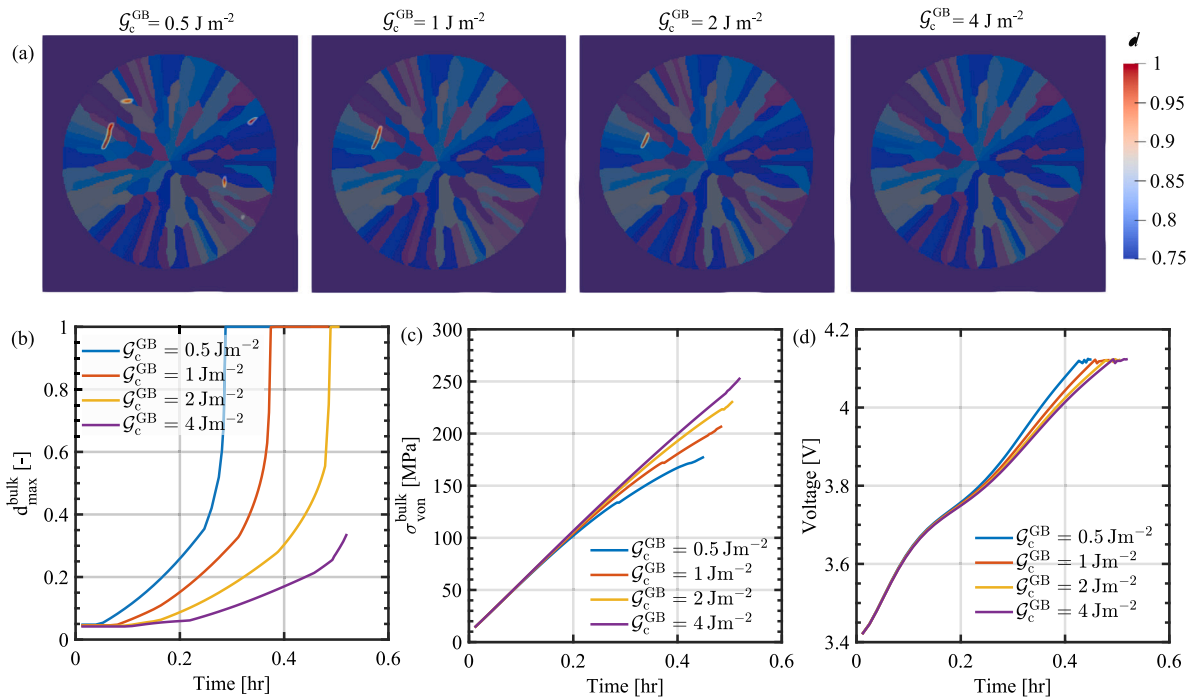 𝒢_c^GB = 0.5 J m-2
𝒢_c^GB = 1 J m-2
𝒢_c^GB = 2 J m-2
𝒢_c^GB = 4 J m-2
(a)
d
1
0.95
0.9
0.85
0.8
0.75
(b)
1
0.8
0.6
0.4
0.2
0
d_max^bulk [-]
𝒢_c^GB = 0.5 Jm−2
𝒢_c^GB = 1 Jm−2
𝒢_c^GB = 2 Jm−2
𝒢_c^GB = 4 Jm−2
0 0.2 0.4 0.6
Time [hr]
(c)
300
250
200
150
100
50
0
σ_von^bulk [MPa]
𝒢_c^GB = 0.5 Jm−2
𝒢_c^GB = 1 Jm−2
𝒢_c^GB = 2 Jm−2
𝒢_c^GB = 4 Jm−2
0 0.2 0.4 0.6
Time [hr]
(d)
4.2
4
3.8
3.6
3.4
Voltage [V]
𝒢_c^GB = 0.5 Jm−2
𝒢_c^GB = 1 Jm−2
𝒢_c^GB = 2 Jm−2
𝒢_c^GB = 4 Jm−2
0 0.2 0.4 0.6
Time [hr]